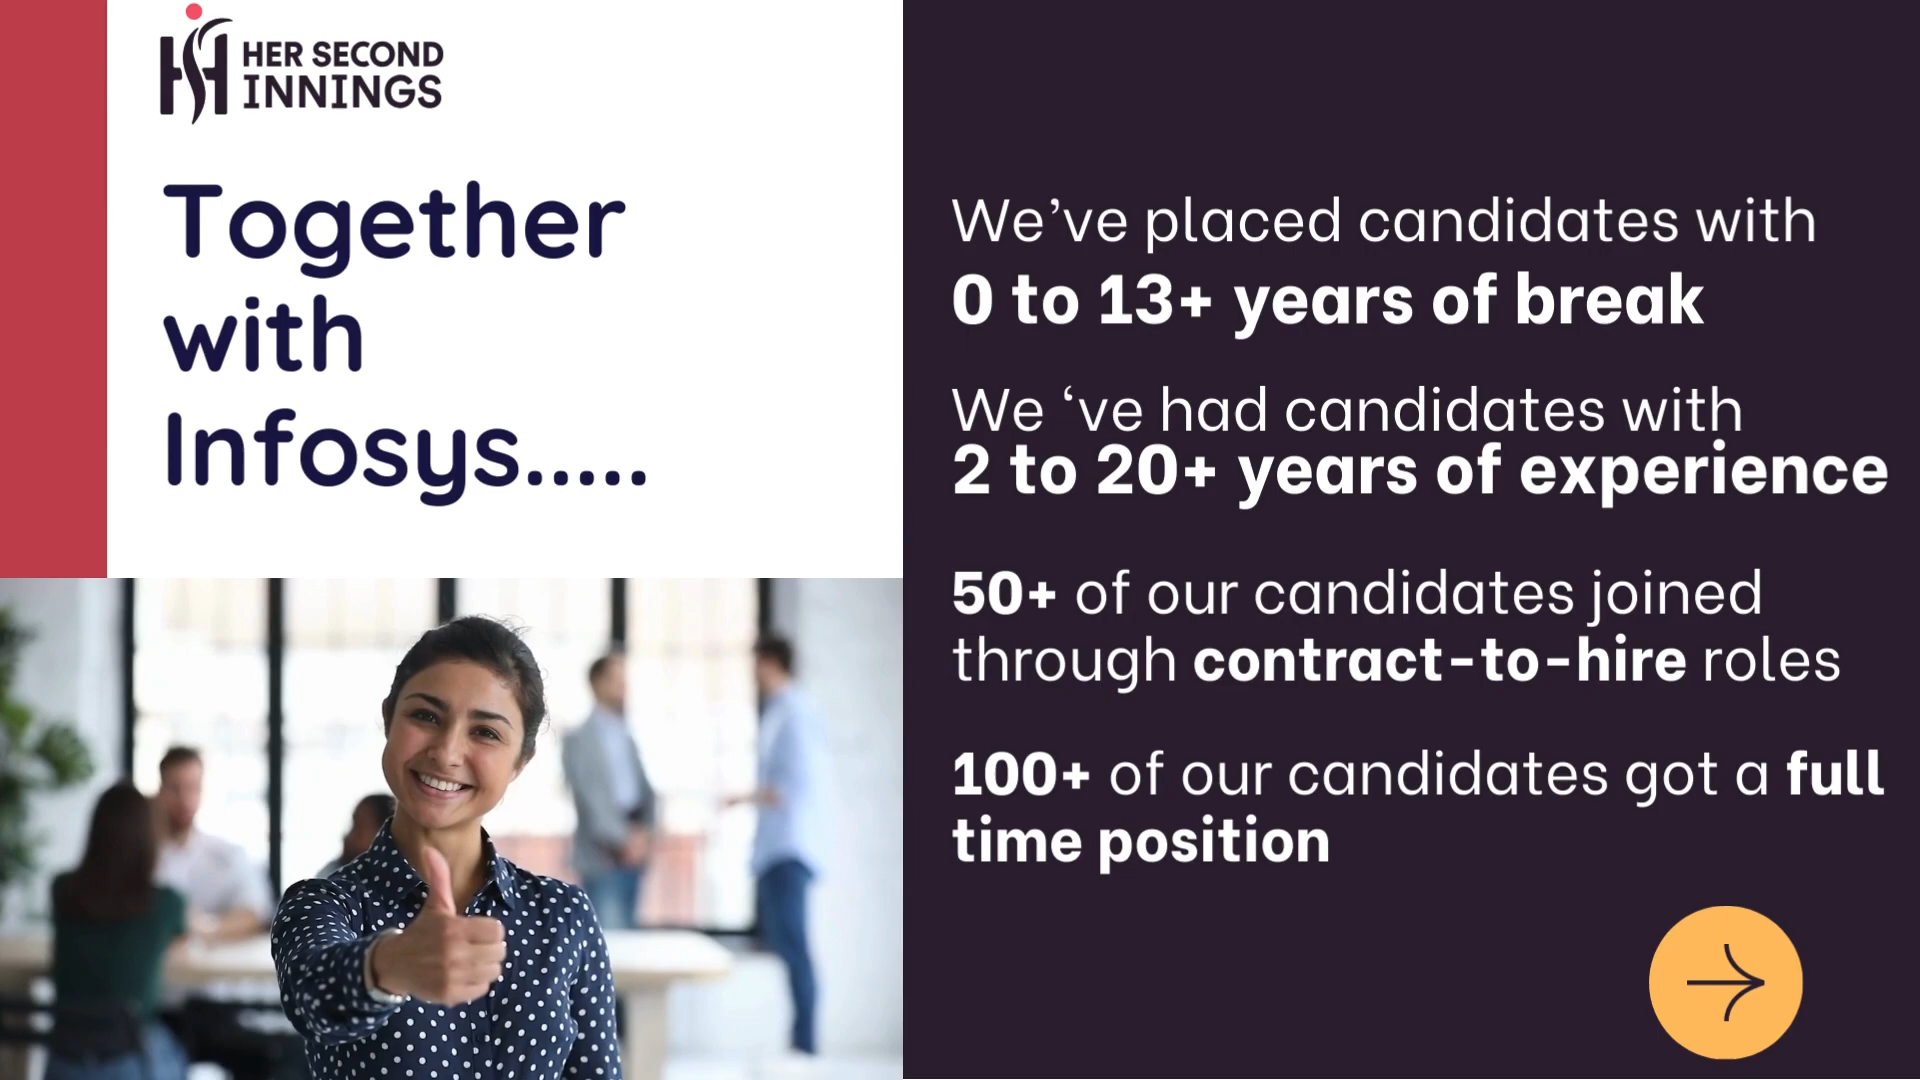 HER SECOND
INNINGS
Together
with
Infosys.....
We’ve placed candidates with
0 to 13+ years of break
We ‘ve had candidates with
2 to 20+ years of experience
50+ of our candidates joined
through contract-to-hire roles
100+ of our candidates got a full
time position